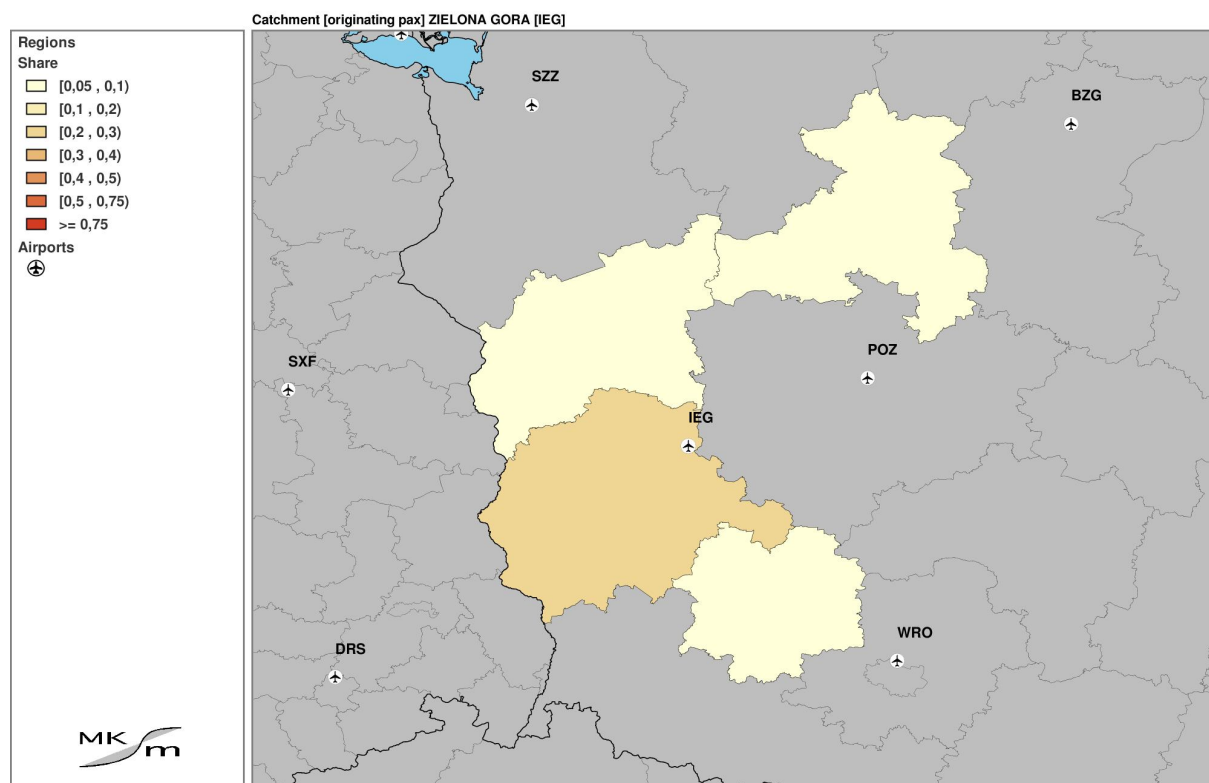 Catchment [originating pax] ZIELONA GORA [IEG]
Regions
Share
[0,05 , 0,1)
[0,1 , 0,2)
[0,2 , 0,3)
[0,3 , 0,4)
[0,4 , 0,5)
[0,5 , 0,75)
>= 0,75
Airports
SZZ
BZG
SXF
POZ
IEG
DRS
WRO
MK
m